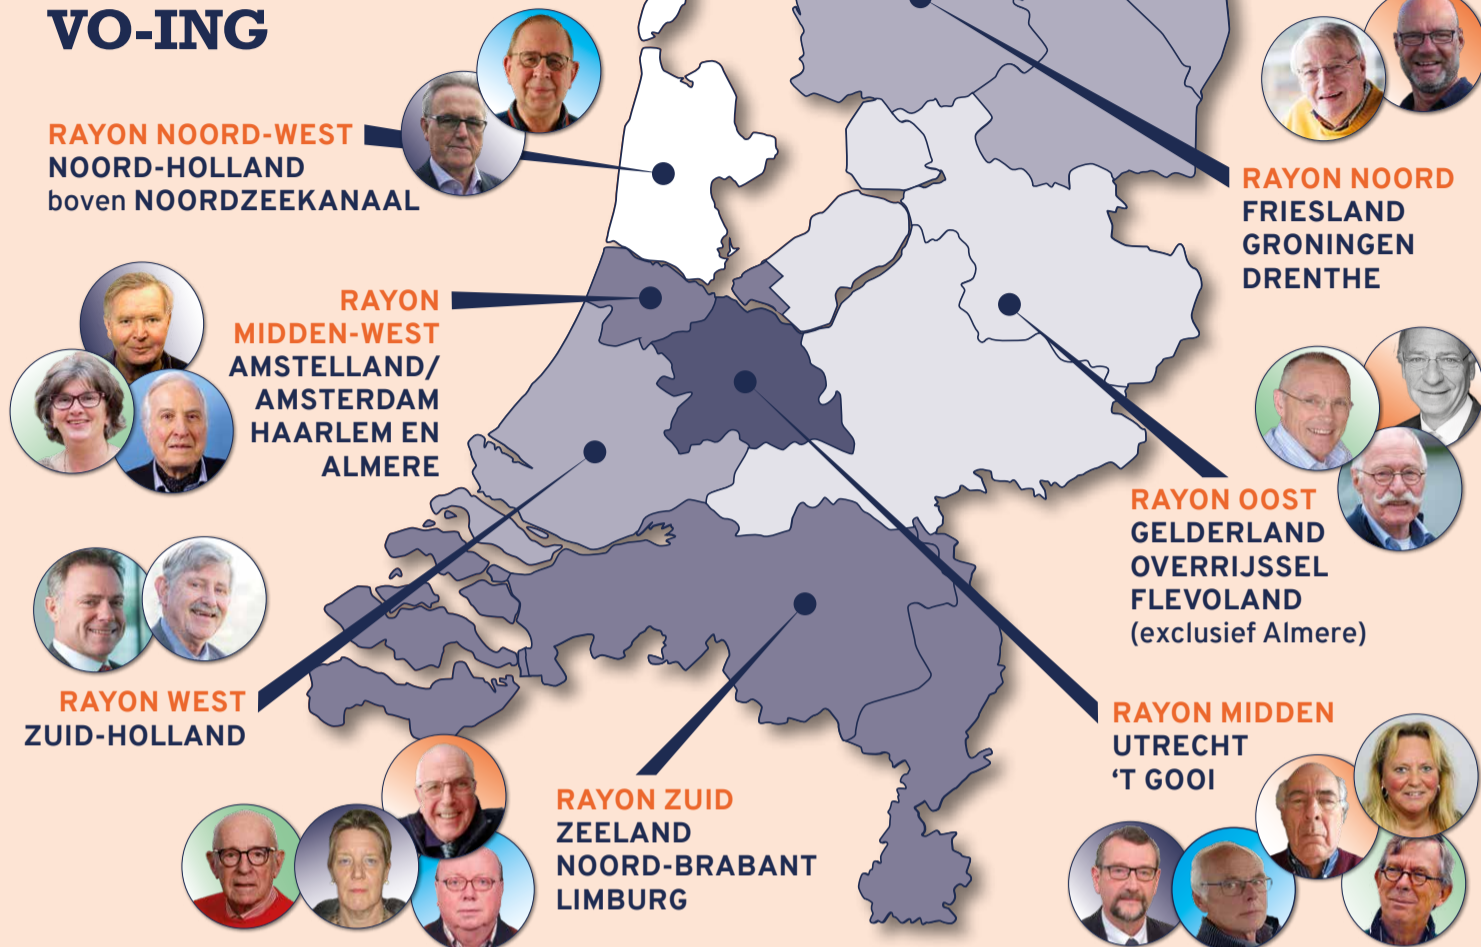 VO-ING
RAYON NOORD-WEST
NOORD-HOLLAND
boven NOORDZEEKANAAL
RAYON NOORD
FRIESLAND
GRONINGEN
DRENTHE
RAYON
MIDDEN-WEST
AMSTELLAND/
AMSTERDAM
HAARLEM EN
ALMERE
RAYON OOST
GELDERLAND
OVERRIJSSEL
FLEVOLAND
(exclusief Almere)
RAYON WEST
ZUID-HOLLAND
RAYON MIDDEN
UTRECHT
‘T GOOI
RAYON ZUID
ZEELAND
NOORD-BRABANT
LIMBURG